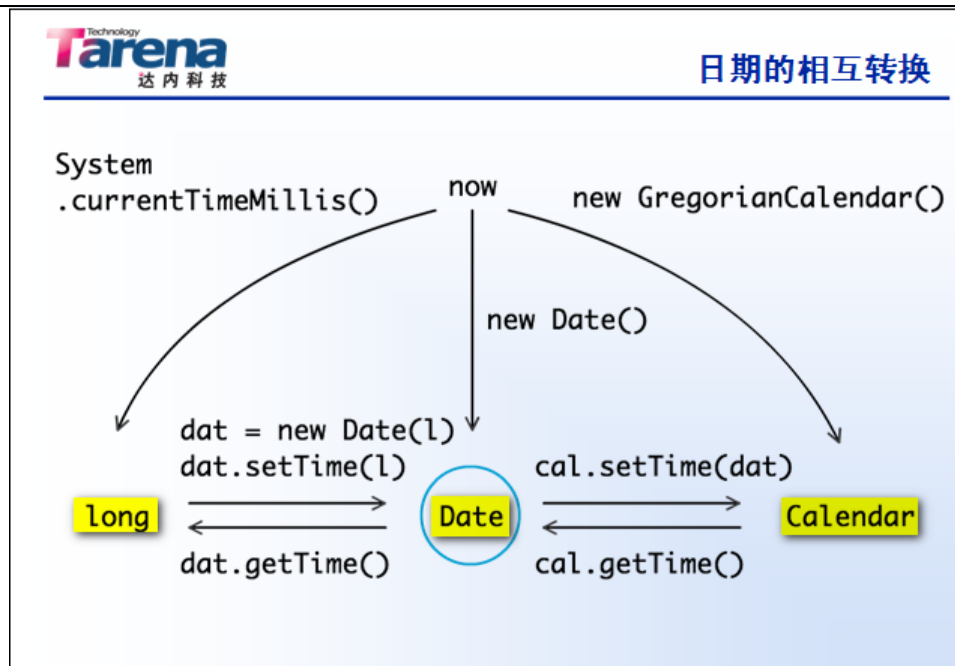 Technology
Tarena
达内科技
日期的相互转换
System
.currentTimeMillis()
now
new GregorianCalendar()
new Date()
dat = new Date(l)
dat.setTime(l)
cal.setTime(dat)
long
Date
Calendar
dat.getTime()
cal.getTime()